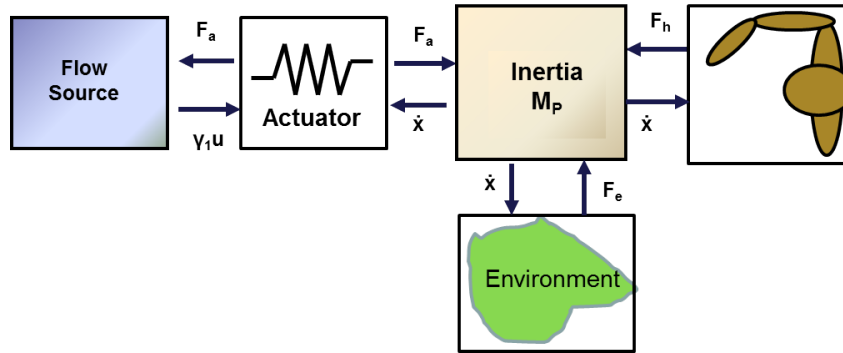 Flow
Source
Fₐ
γ₁u
Actuator
Fₐ
ẋ
Inertia
Mₚ
Fₕ
ẋ
ẋ
Fₑ
Environment